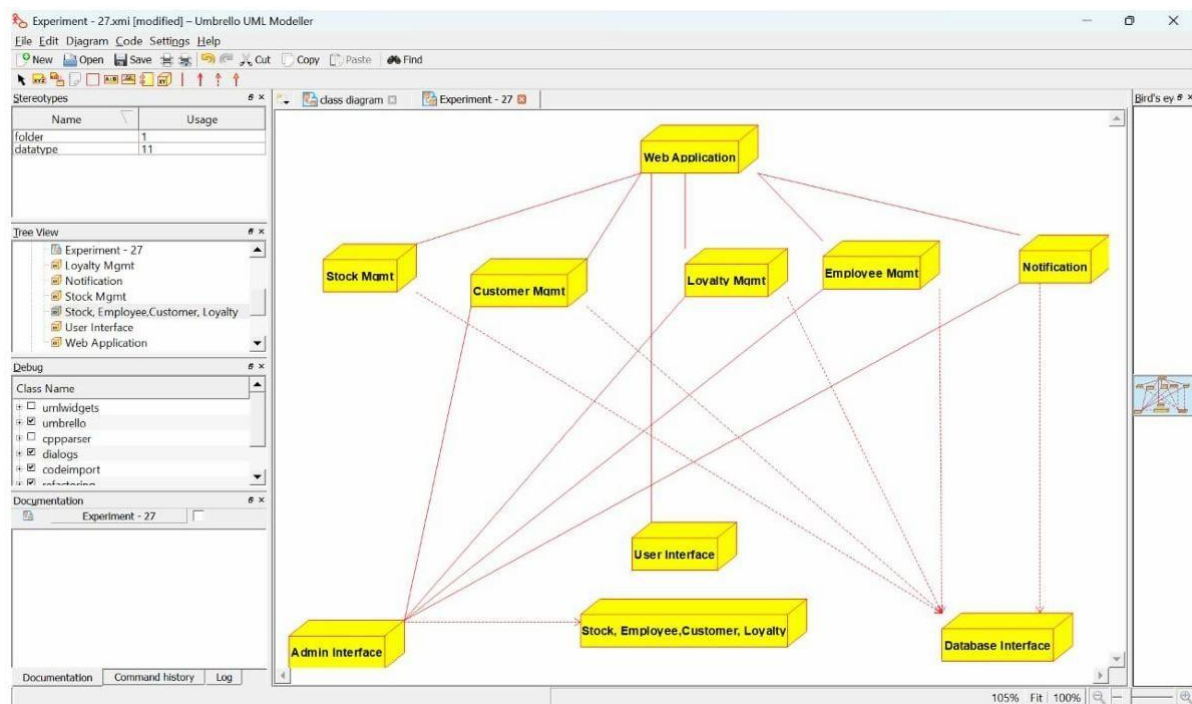 Experiment - 27.xmi [modified] – Umbrello UML Modeller
File Edit Diagram Code Settings Help
New Open Save Cut Copy Paste Find
Stereotypes
Name Usage
folder 1
datatype 11
Tree View
Experiment - 27
Loyalty Mgmt
Notification
Stock Mgmt
Stock, Employee,Customer, Loyalty
User Interface
Web Application
Debug
Class Name
umlwidgets
umbrello
cppparser
dialogs
codeimport
refactoring
Documentation
Experiment - 27
Documentation Command history Log
class diagram Experiment - 27
Web Application
Stock Mgmt
Customer Mgmt
Loyalty Mgmt
Employee Mgmt
Notification
User Interface
Admin Interface
Stock, Employee,Customer, Loyalty
Database Interface
Bird's ey
105% Fit 100%